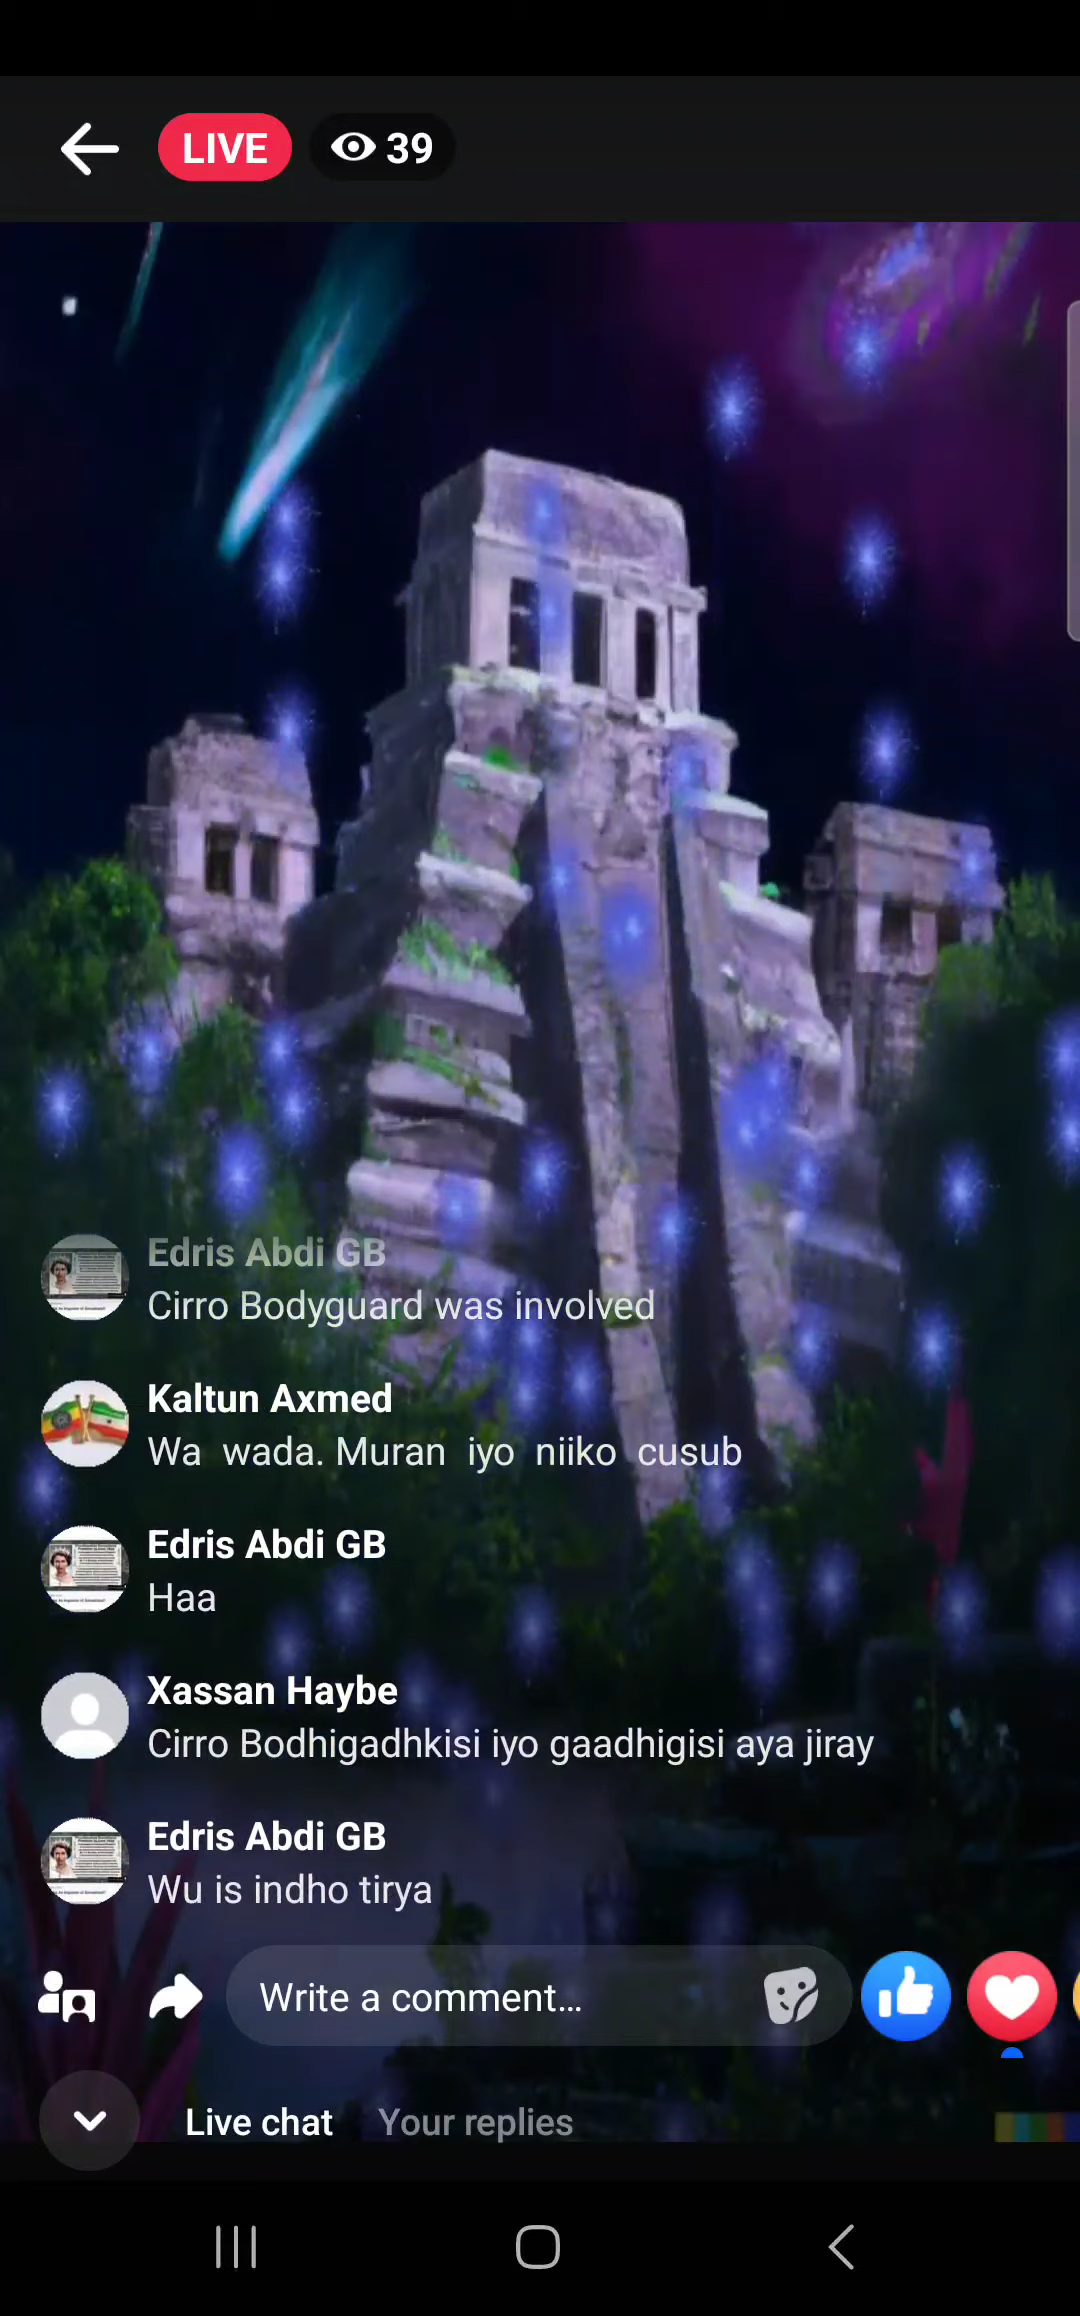 LIVE 39
Edris Abdi GB
Cirro Bodyguard was involved
Kaltun Axmed
Wa wada. Muran iyo niiko cusub
Edris Abdi GB
Haa
Xassan Haybe
Cirro Bodhigadhkisi iyo gaadhigisi aya jiray
Edris Abdi GB
Wu is indho tirya
Write a comment...
Live chat Your replies